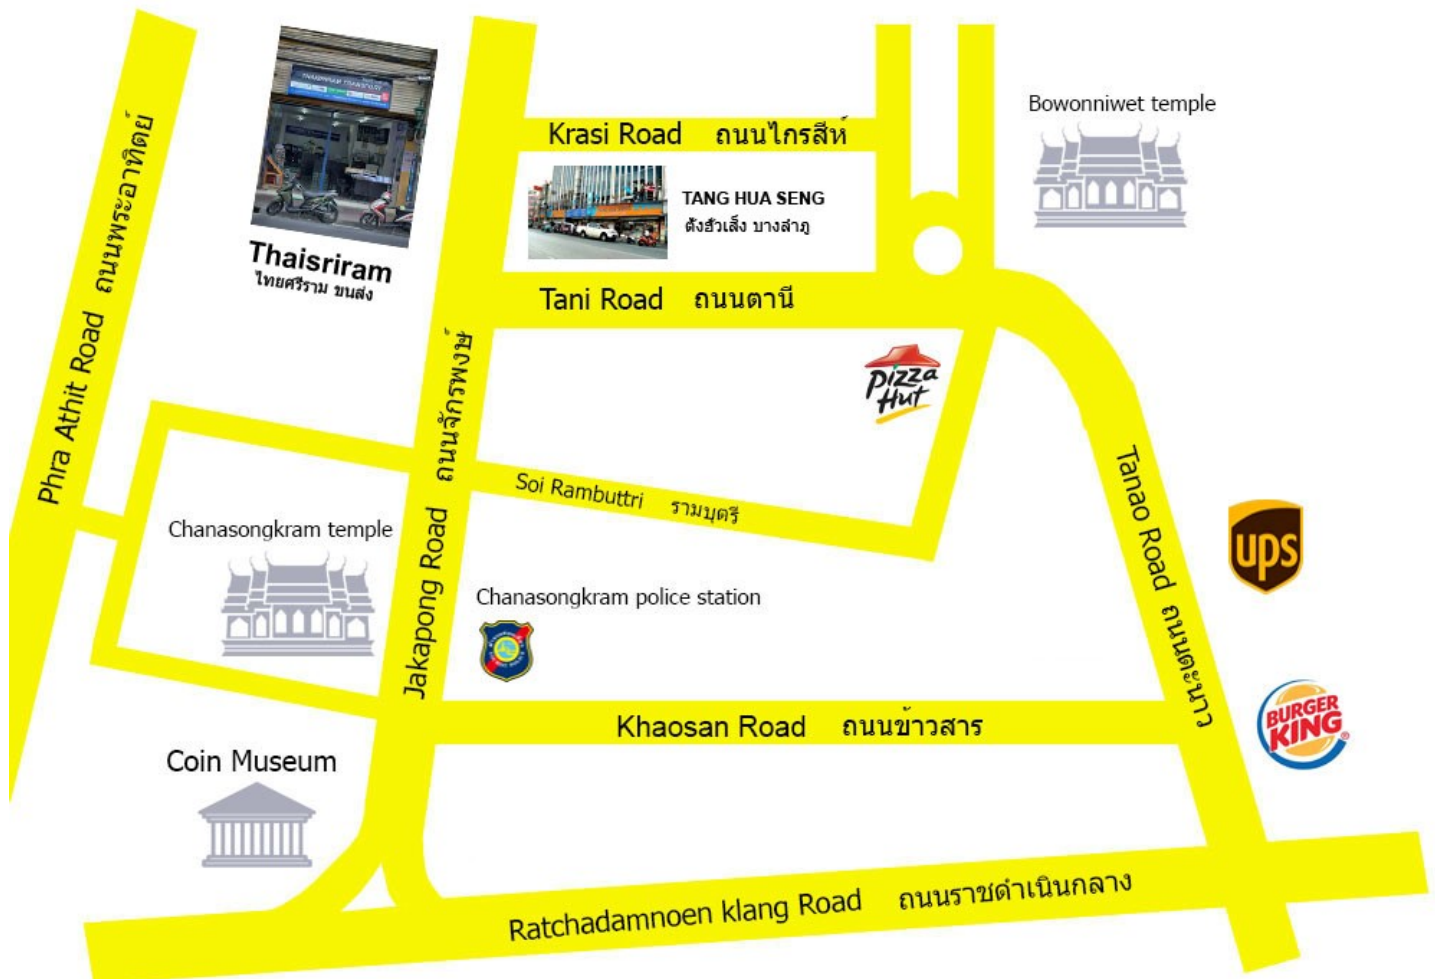 Bowonniwet temple
Krasi Road ถนนไกรสีห์
TANG HUA SENG
ตั้งฮั่วเส็ง บางลำภู
Thaisriram
ไทยศรีราม ขนส่ง
Phra Athit Road ถนนพระอาทิตย์
Tani Road ถนนตานี
Pizza
Hut
Jakapong Road ถนนจักรพงษ์
Soi Rambuttri รามบุตรี
Tanao Road ถนนตะนาว
Chanasongkram temple
ups
Chanasongkram police station
Khaosan Road ถนนข้าวสาร
BURGER
KING
Coin Museum
Ratchadamnoen klang Road ถนนราชดำเนินกลาง